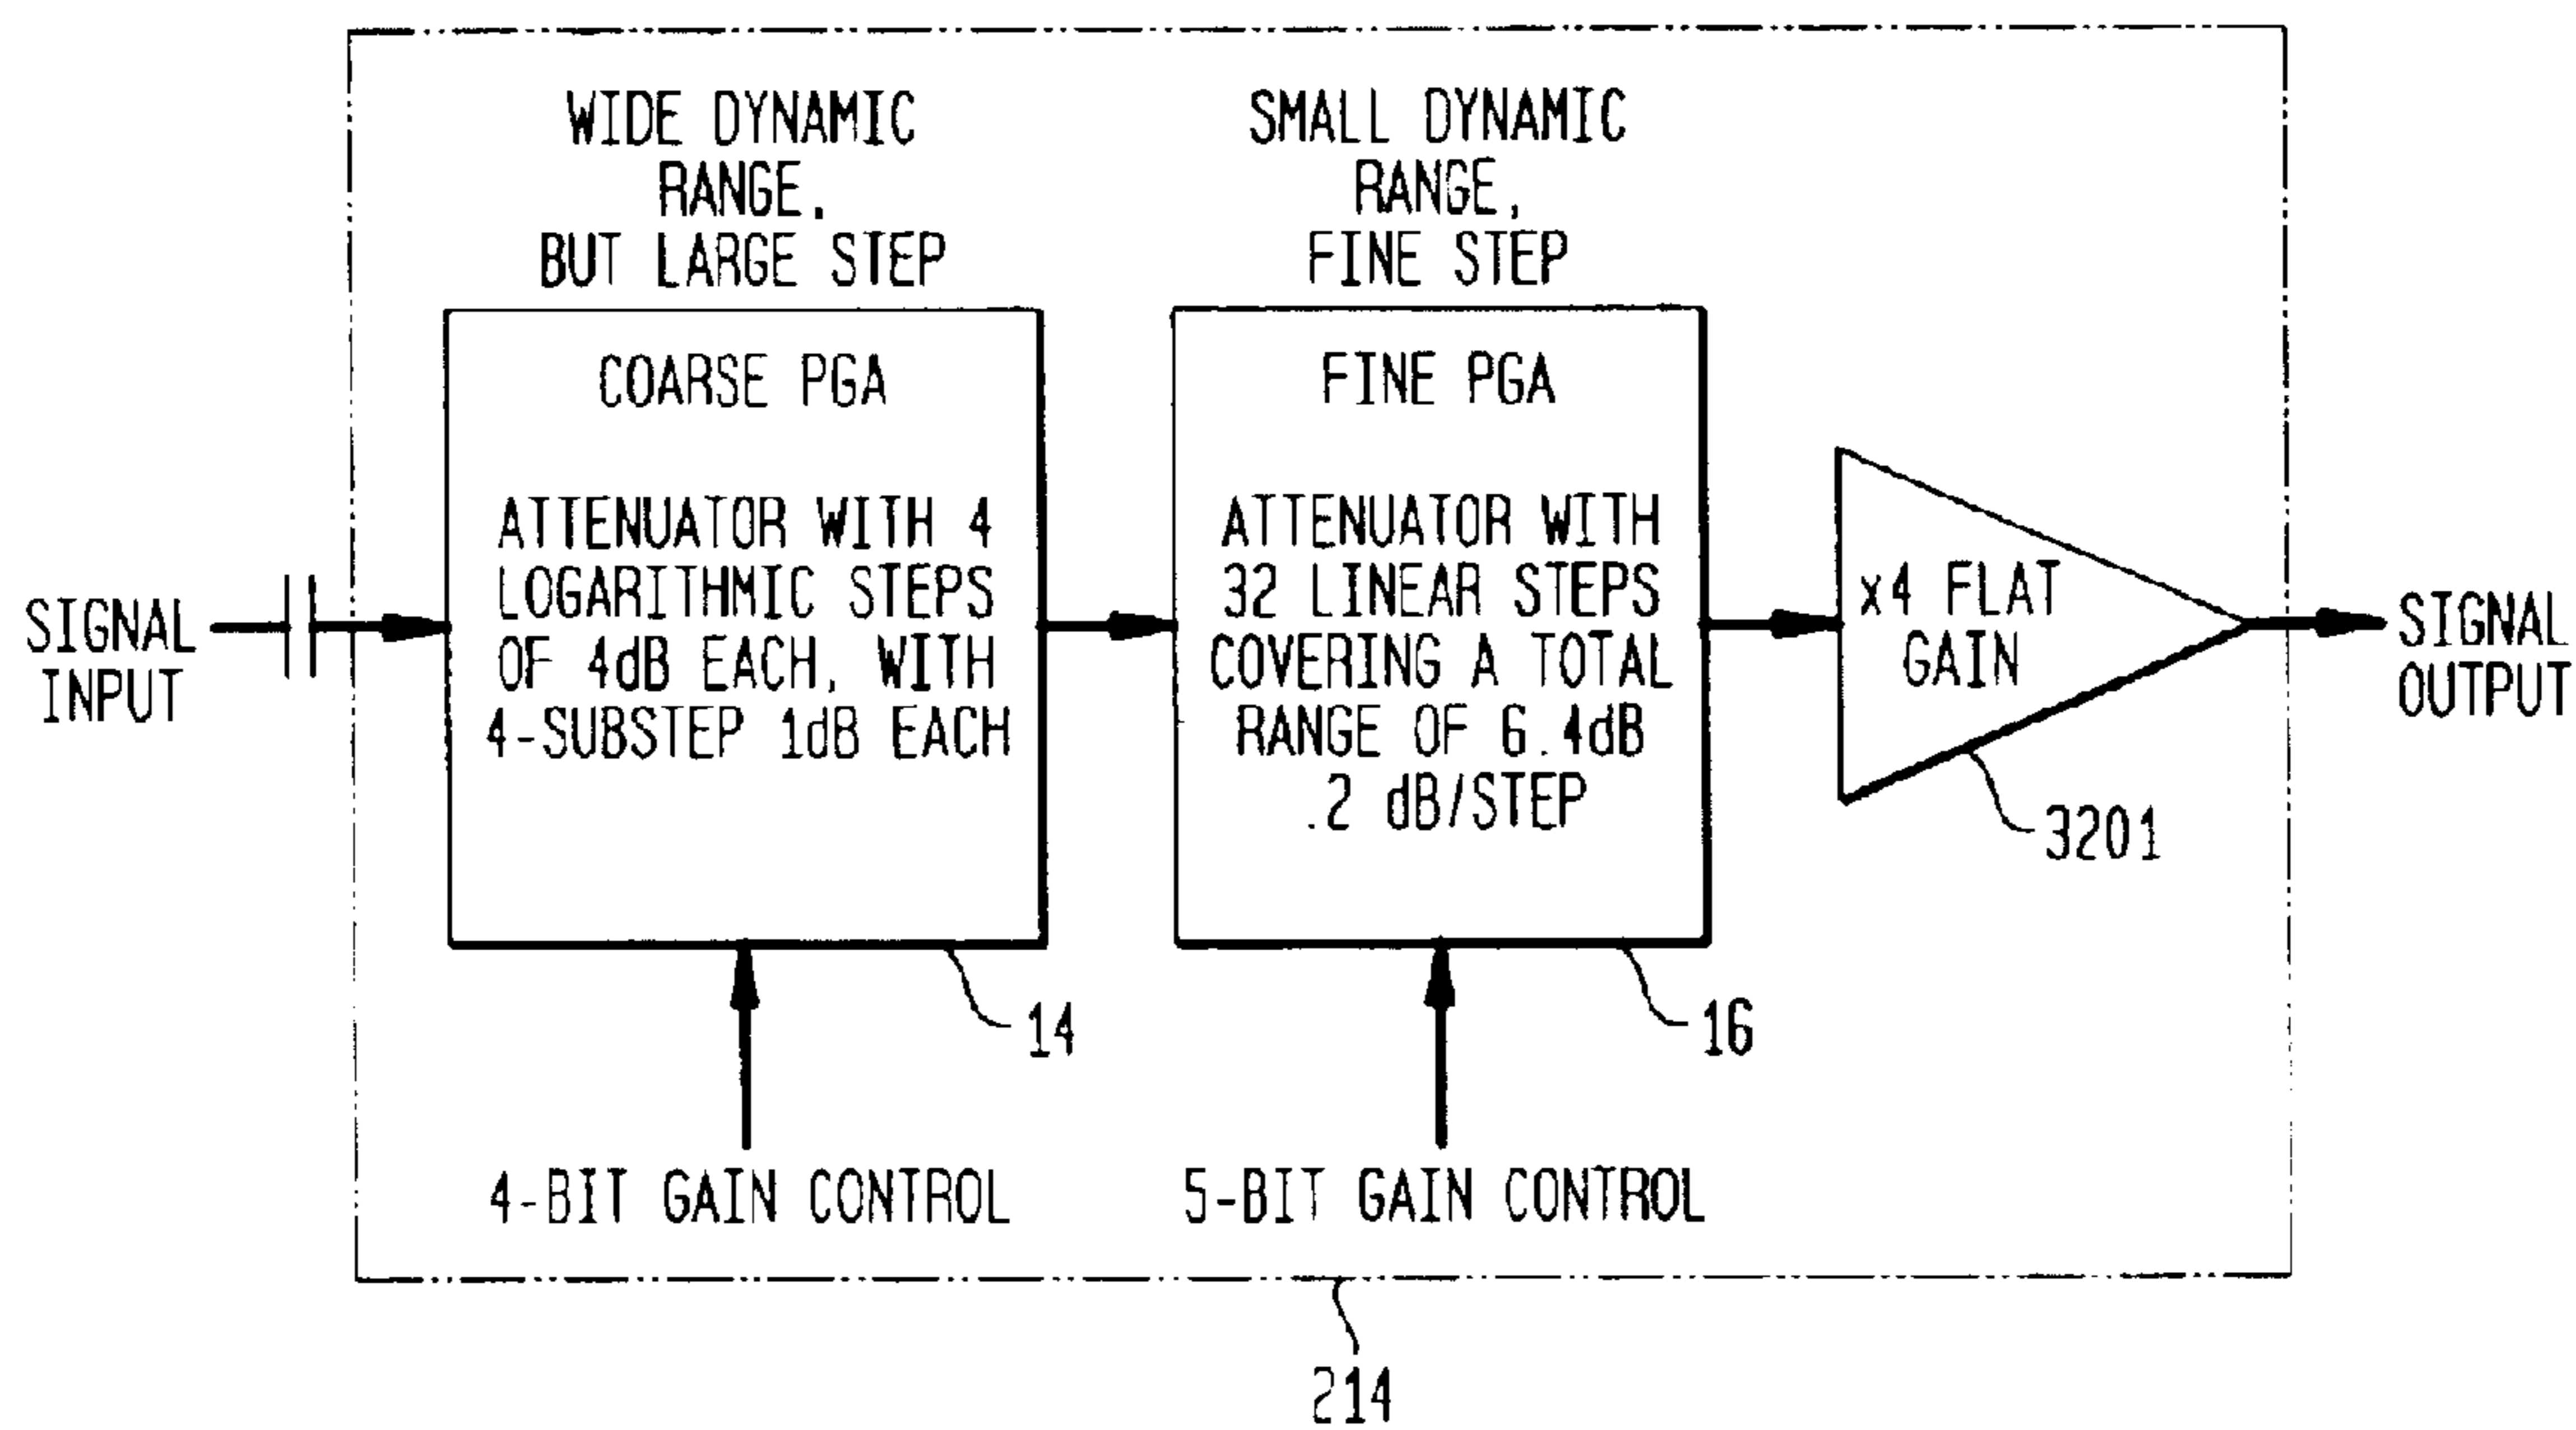 WIDE DYNAMIC
RANGE,
BUT LARGE STEP
SMALL DYNAMIC
RANGE,
FINE STEP
COARSE PGA
ATTENUATOR WITH 4
LOGARITHMIC STEPS
OF 4dB EACH, WITH
4-SUBSTEP 1dB EACH
FINE PGA
ATTENUATOR WITH
32 LINEAR STEPS
COVERING A TOTAL
RANGE OF 6.4dB
.2 dB/STEP
x4 FLAT
GAIN
SIGNAL
INPUT
SIGNAL
OUTPUT
3201
14
16
4-BIT GAIN CONTROL
5-BIT GAIN CONTROL
214